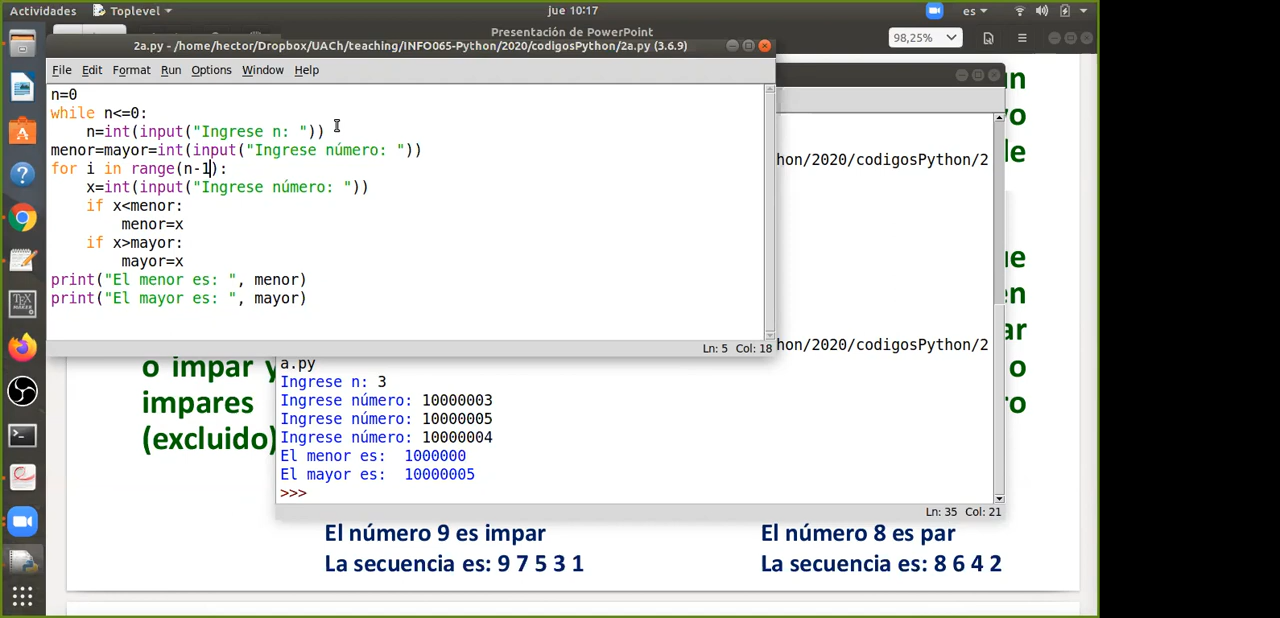 Actividades
Toplevel
jue 10:17
es
Presentación de PowerPoint
98,25%
2a.py - /home/hector/Dropbox/UACh/teaching/INFO065-Python/2020/codigosPython/2a.py (3.6.9)
File Edit Format Run Options Window Help
n=0
while n<=0:
    n=int(input("Ingrese n: "))
menor=mayor=int(input("Ingrese número: "))
for i in range(n-1):
    x=int(input("Ingrese número: "))
    if x<menor:
        menor=x
    if x>mayor:
        mayor=x
print("El menor es: ", menor)
print("El mayor es: ", mayor)
Ln: 5 Col: 18
hon/2020/codigosPython/2
hon/2020/codigosPython/2
a.py
Ingrese n: 3
Ingrese número: 10000003
Ingrese número: 10000005
Ingrese número: 10000004
El menor es:  1000000
El mayor es:  10000005
>>>
Ln: 35 Col: 21
un
o
le
ue
en
ar
o
ro
o impar y
impares
(excluido)
El número 9 es impar
La secuencia es: 9 7 5 3 1
El número 8 es par
La secuencia es: 8 6 4 2